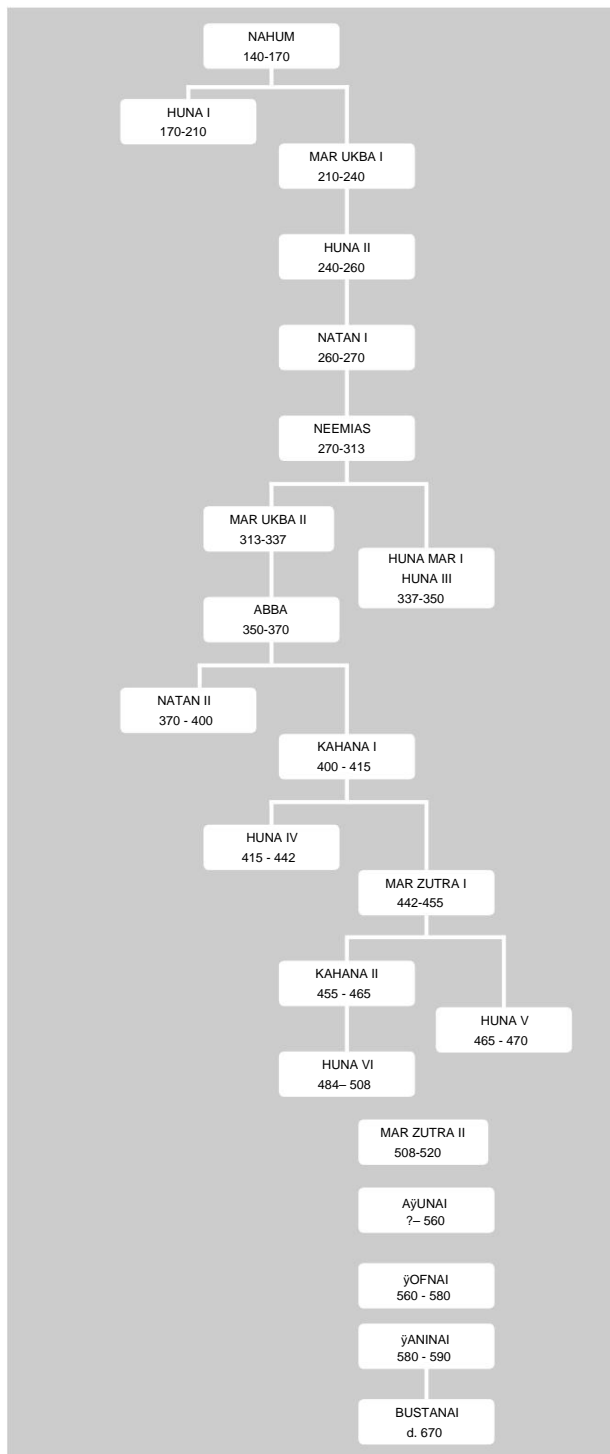 NAHUM
140-170
HUNA I
170-210
MAR UKBA I
210-240
HUNA II
240-260
NATAN I
260-270
NEEMIAS
270-313
MAR UKBA II
313-337
HUNA MAR I
HUNA III
337-350
ABBA
350-370
NATAN II
370 - 400
KAHANA I
400 - 415
HUNA IV
415 - 442
MAR ZUTRA I
442-455
KAHANA II
455 - 465
HUNA V
465 - 470
HUNA VI
484– 508
MAR ZUTRA II
508-520
AÿUNAI
?– 560
ÿOFNAI
560 - 580
ÿANINAI
580 - 590
BUSTANAI
d. 670